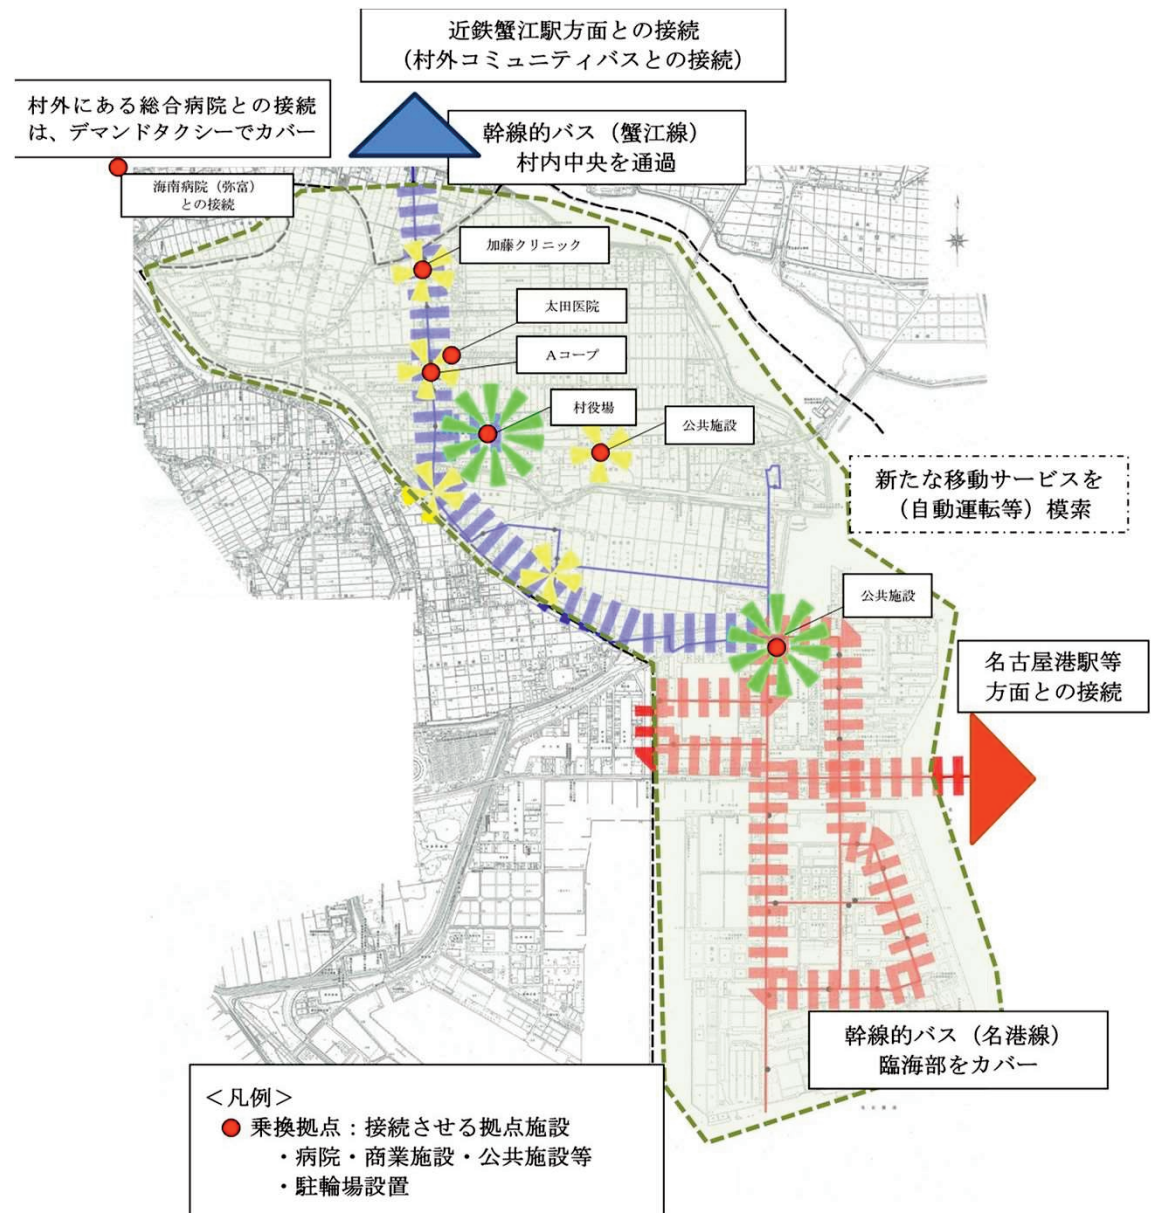 近鉄蟹江駅方面との接続
（村外コミュニティバスとの接続）
村外にある総合病院との接続
は、デマンドタクシーでカバー
幹線的バス（蟹江線）
村内中央を通過
海南病院（弥富）
との接続
加藤クリニック
太田医院
Aコープ
村役場
公共施設
新たな移動サービスを
（自動運転等）模索
公共施設
名古屋港駅等
方面との接続
幹線的バス（名港線）
臨海部をカバー
＜凡例＞
乗換拠点：接続させる拠点施設
・病院・商業施設・公共施設等
・駐輪場設置